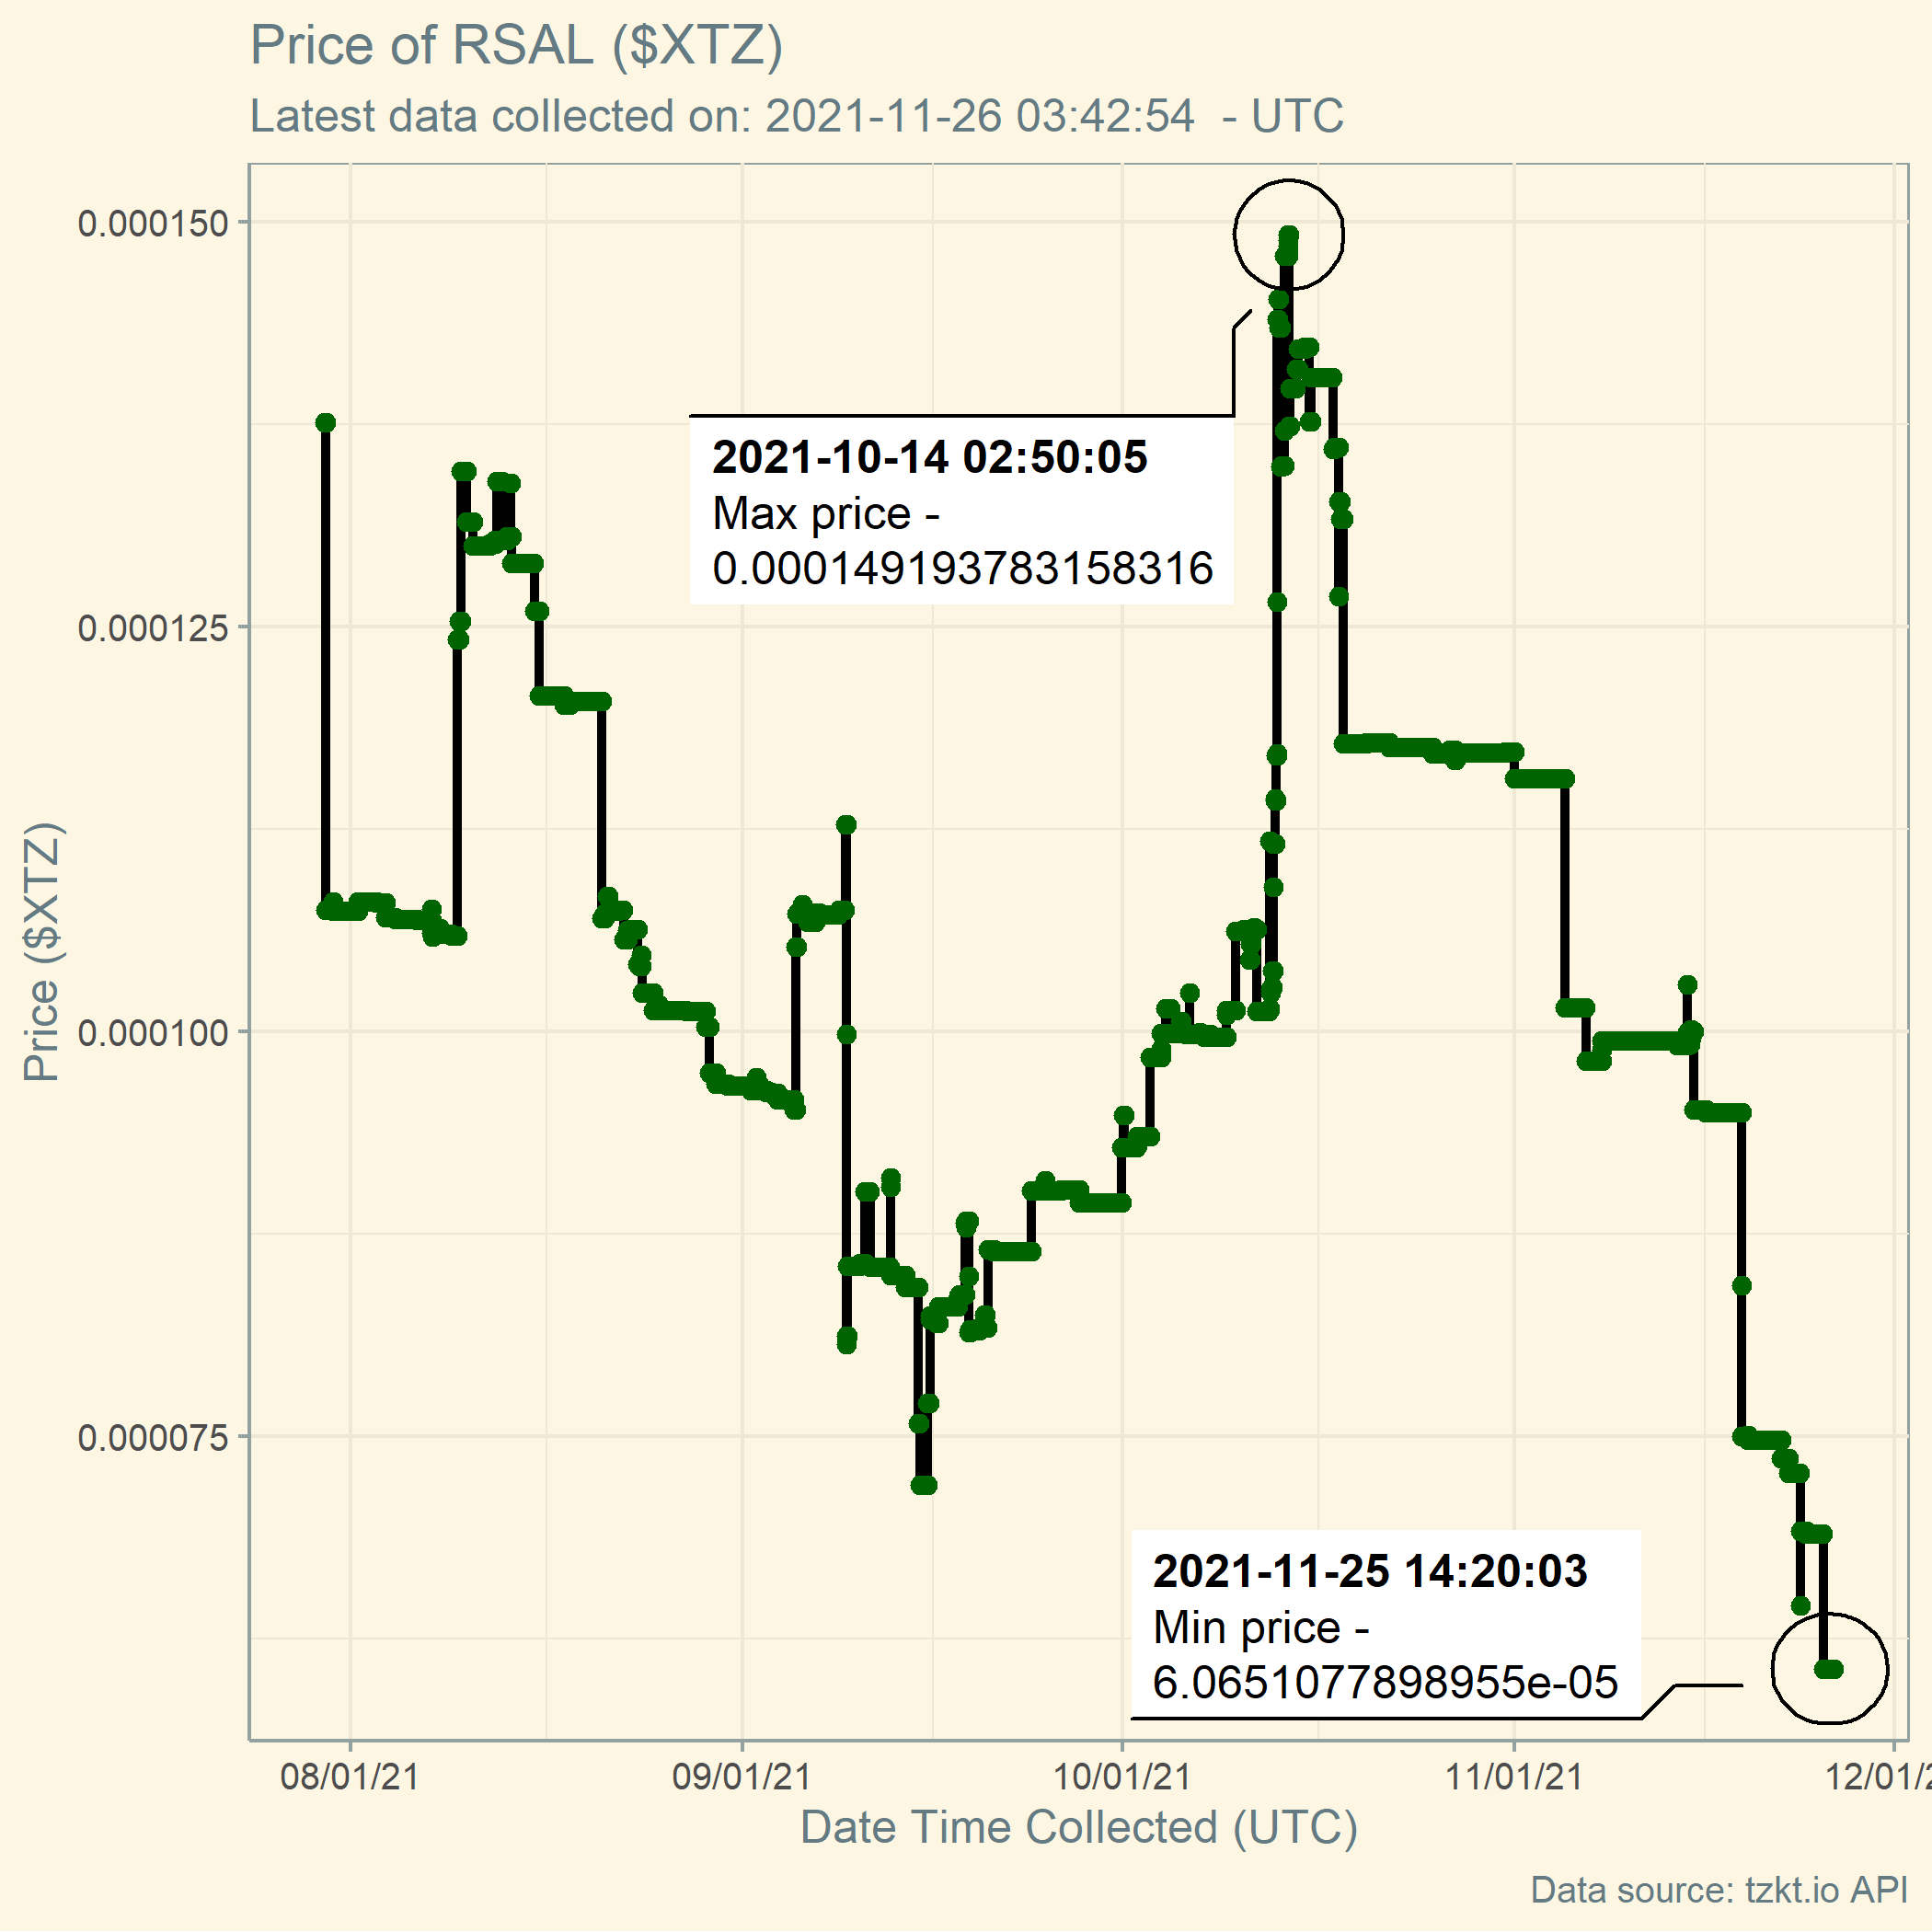 Price of RSAL ($XTZ)
Latest data collected on: 2021-11-26 03:42:54  - UTC
0.000150
0.000125
0.000100
0.000075
Price ($XTZ)
2021-10-14 02:50:05
Max price -
0.000149193783158316
2021-11-25 14:20:03
Min price -
6.0651077898955e-05
08/01/21
09/01/21
10/01/21
11/01/21
12/01/2
Date Time Collected (UTC)
Data source: tzkt.io API